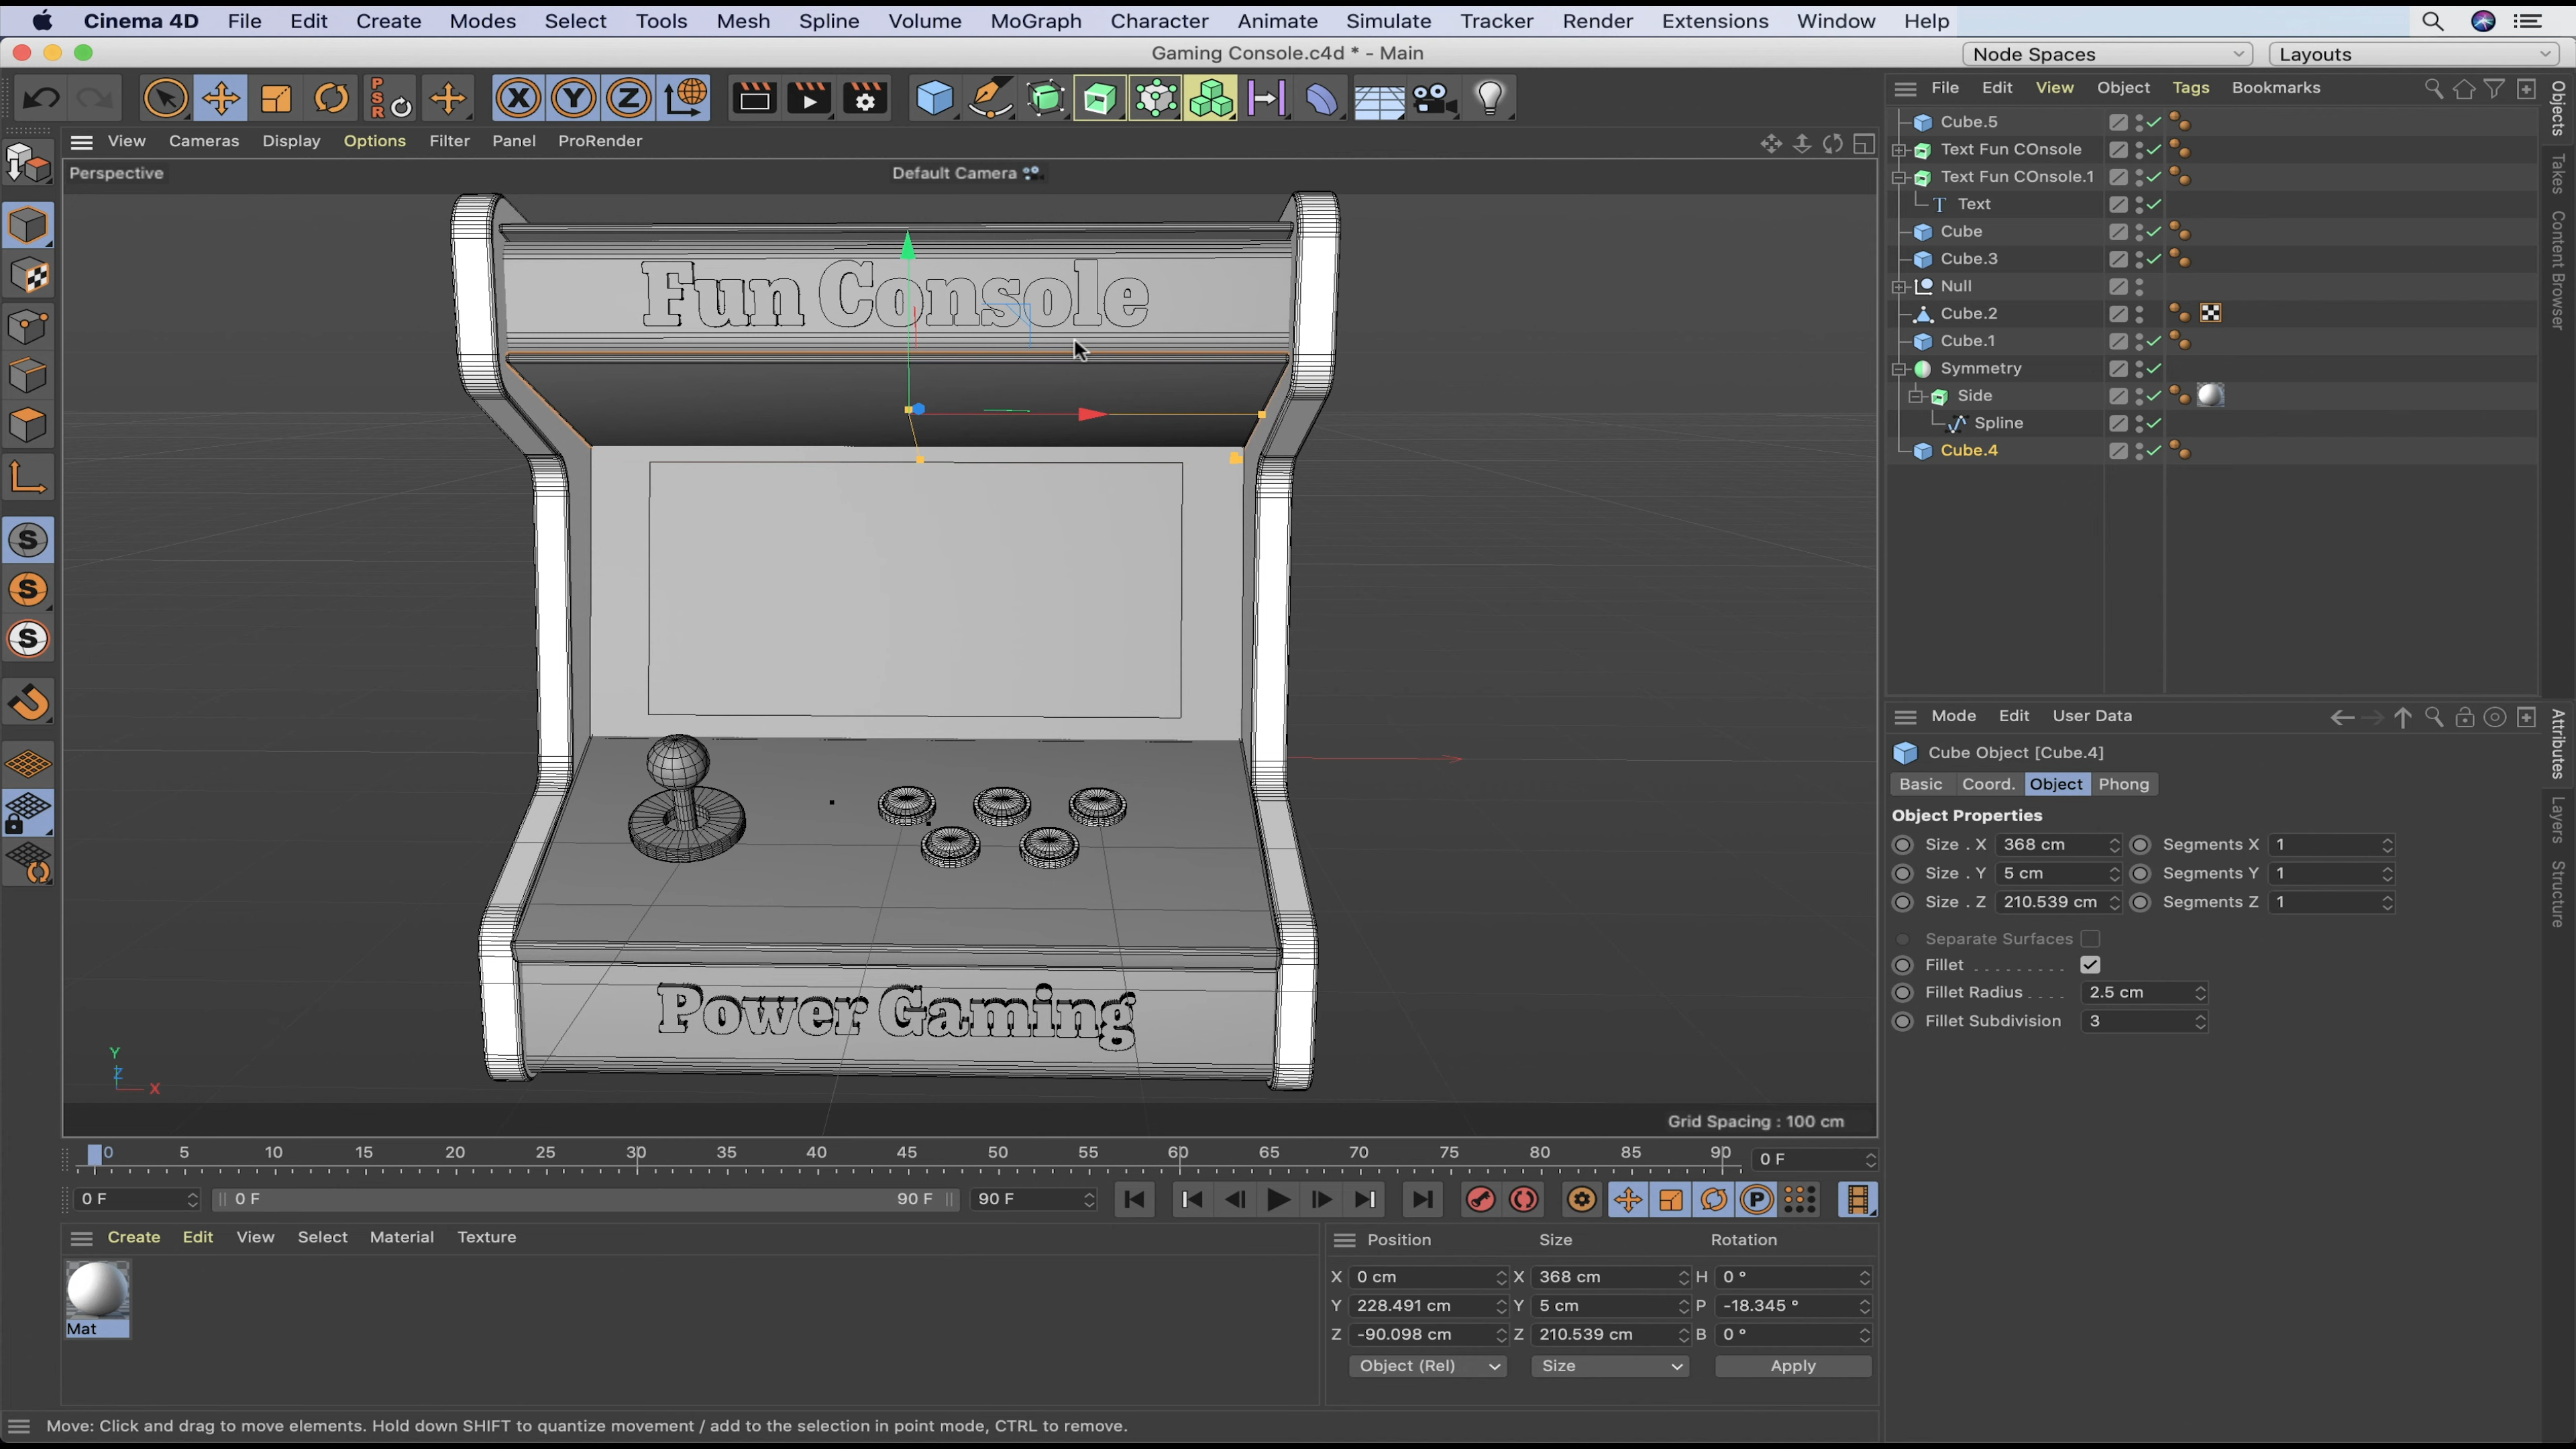 Cinema 4D File Edit Create Modes Select Tools Mesh Spline Volume MoGraph Character Animate Simulate Tracker Render Extensions Window Help
Gaming Console.c4d * - Main
Node Spaces
Layouts
PSR
X Y Z
View Cameras Display Options Filter Panel ProRender
Perspective
Default Camera
Fun Console
Power Gaming
Y
Z
X
Grid Spacing : 100 cm
S
S
S
0 5 10 15 20 25 30 35 40 45 50 55 60 65 70 75 80 85 90
0 F
0 F
0 F
90 F
90 F
P
Create Edit View Select Material Texture
Mat
Position Size Rotation
X 0 cm X 368 cm H 0 °
Y 228.491 cm Y 5 cm P -18.345 °
Z -90.098 cm Z 210.539 cm B 0 °
Object (Rel) Size Apply
Move: Click and drag to move elements. Hold down SHIFT to quantize movement / add to the selection in point mode, CTRL to remove.
File Edit View Object Tags Bookmarks
Cube.5
Text Fun COnsole
Text Fun COnsole.1
T Text
Cube
Cube.3
Null
Cube.2
Cube.1
Symmetry
Side
Spline
Cube.4
Mode Edit User Data
Cube Object [Cube.4]
Basic Coord. Object Phong
Object Properties
Size . X 368 cm Segments X 1
Size . Y 5 cm Segments Y 1
Size . Z 210.539 cm Segments Z 1
Separate Surfaces
Fillet . . . . . . . . .
Fillet Radius . . . . 2.5 cm
Fillet Subdivision 3
Objects
Takes
Content Browser
Attributes
Layers
Structure